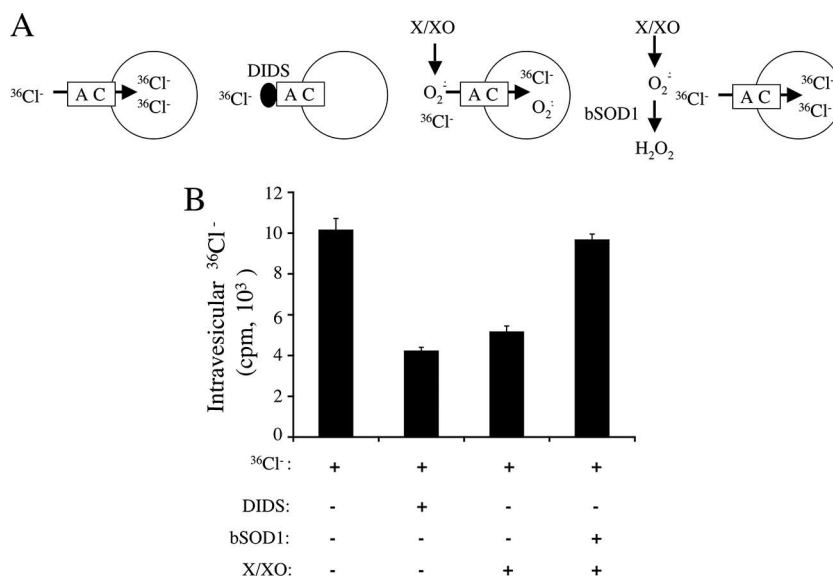 A
³⁶Cl⁻ A C ³⁶Cl⁻ ³⁶Cl⁻
DIDS ³⁶Cl⁻ A C
X/XO O₂⁻̈ ³⁶Cl⁻ A C ³⁶Cl⁻ O₂⁻̈
X/XO O₂⁻̈ bSOD1 H₂O₂ ³⁶Cl⁻ A C ³⁶Cl⁻ ³⁶Cl⁻
B
Intravesicular ³⁶Cl⁻
(cpm, 10³)
12
10
8
6
4
2
0
³⁶Cl⁻: + + + +
DIDS: - + - -
bSOD1: - - - +
X/XO: - - + +